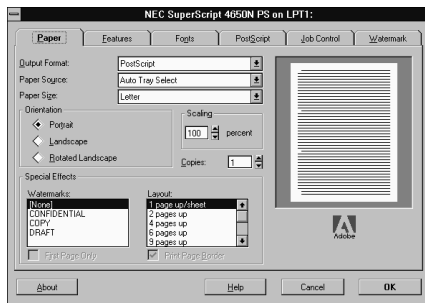 NEC SuperScript 4650N PS on LPT1:
Paper Features Fonts PostScript Job Control Watermark
Output Format: PostScript
Paper Source: Auto Tray Select
Paper Size: Letter
Orientation
Portrait
Landscape
Rotated Landscape
Scaling
100 percent
Copies: 1
Special Effects
Watermarks:
[None]
CONFIDENTIAL
COPY
DRAFT
First Page Only
Layout:
1 page up/sheet
2 pages up
4 pages up
6 pages up
9 pages up
Print Page Border
Adobe
About Help Cancel OK